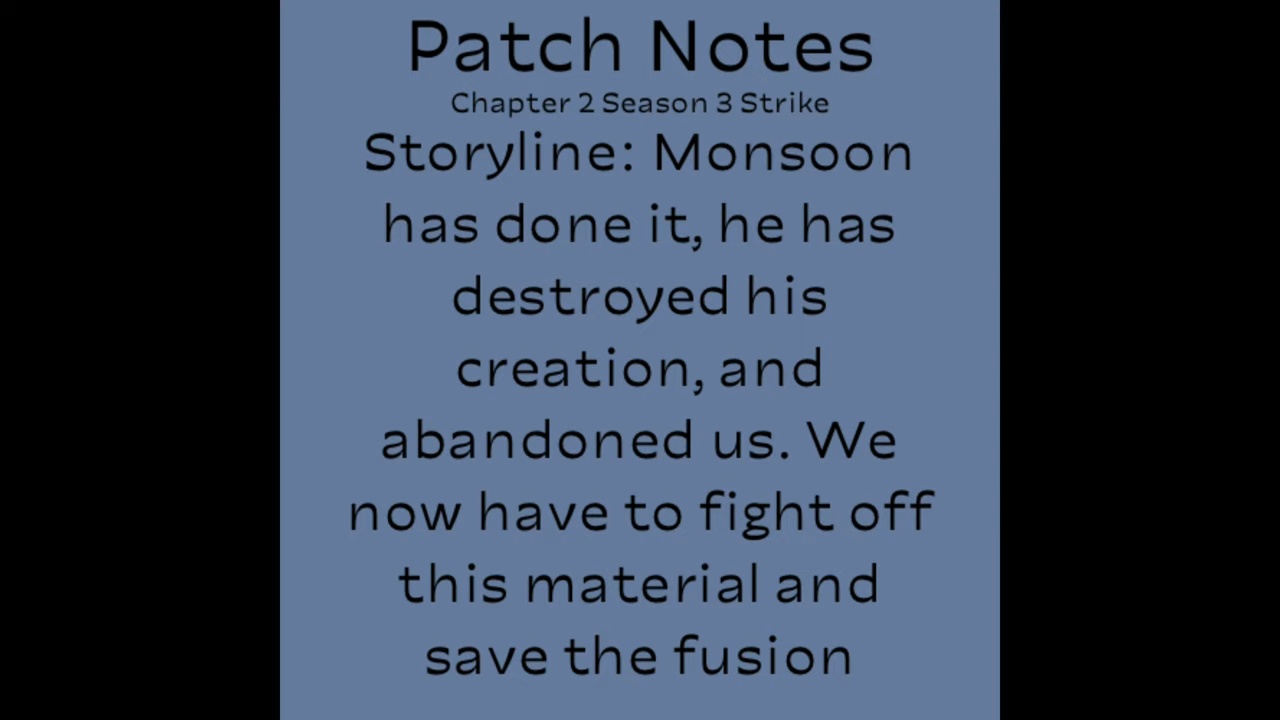 Patch Notes
Chapter 2 Season 3 Strike
Storyline: Monsoon
has done it, he has
destroyed his
creation, and
abandoned us. We
now have to fight off
this material and
save the fusion